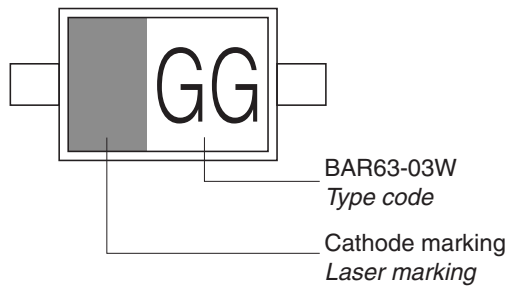 GG
BAR63-03W
Type code
Cathode marking
Laser marking